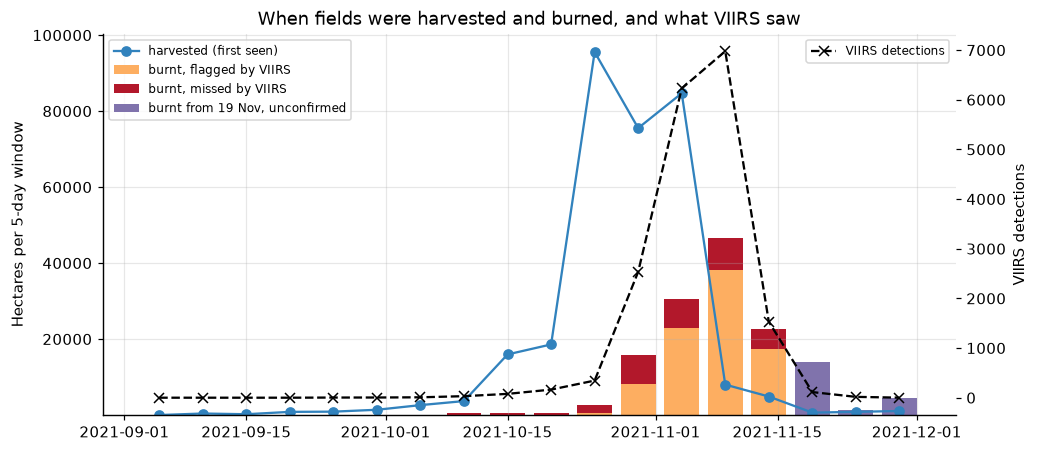 When fields were harvested and burned, and what VIIRS saw
harvested (first seen)
burnt, flagged by VIIRS
burnt, missed by VIIRS
burnt from 19 Nov, unconfirmed
VIIRS detections
Hectares per 5-day window
100000
80000
60000
40000
20000
7000
6000
5000
4000
3000
2000
1000
0
VIIRS detections
2021-09-01
2021-09-15
2021-10-01
2021-10-15
2021-11-01
2021-11-15
2021-12-01